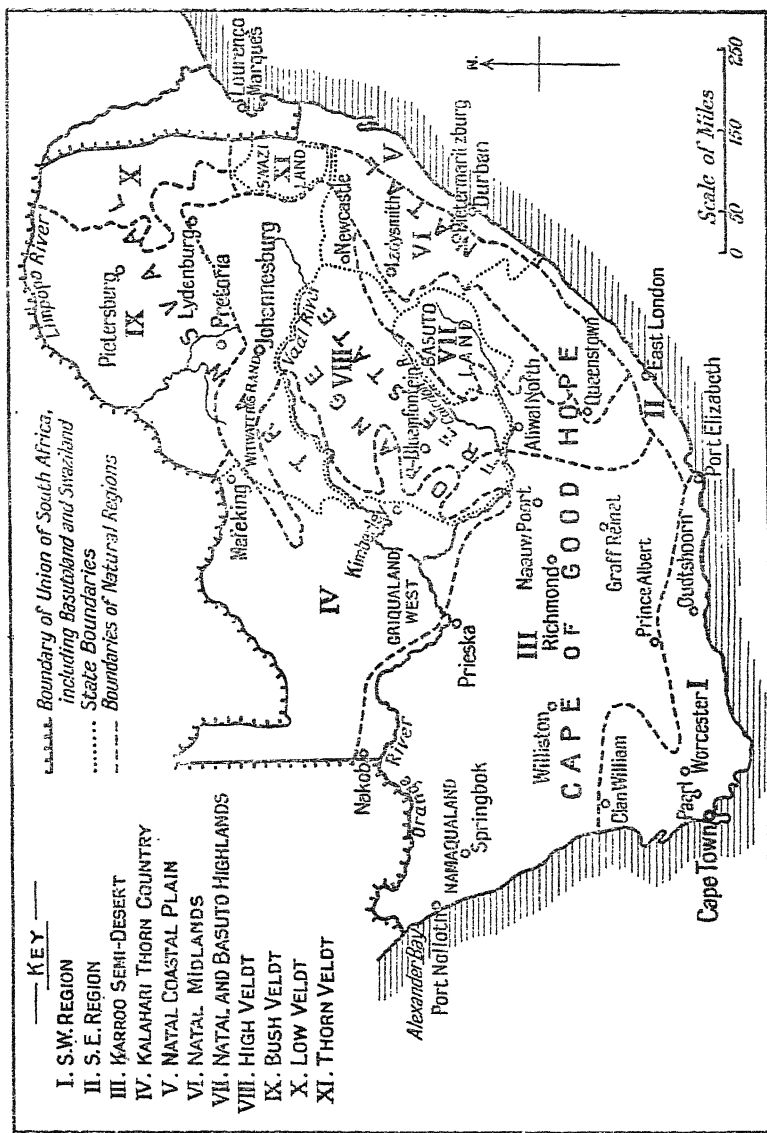 KEY
I. S.W. REGION
II. S.E. REGION
III. KARROO SEMI-DESERT
IV. KALAHARI THORN COUNTRY
V. NATAL COASTAL PLAIN
VI. NATAL MIDLANDS
VII. NATAL AND BASUTO HIGHLANDS
VIII. HIGH VELDT
IX. BUSH VELDT
X. LOW VELDT
XI. THORN VELDT
Boundary of Union of South Africa,
including Basutoland and Swaziland
State Boundaries
Boundaries of Natural Regions
Limpopo River
Pietersburg
IX
X
TRANSVAAL
Lydenburg
Pretoria
Lourenco
Marques
SWAZI
XI
LAND
Mafeking
WITWATERSRAND
Johannesburg
Vaal River
Newcastle
IV
Kimberley
GRIQUALAND
WEST
ORANGE
VIII
STATE
Bloemfontein
BASUTO
VII
LAND
Ladysmith
VI
V
NATAL
Pietermaritzburg
Durban
Nakob
Orange
River
Alexander Bay
Port Nolloth
NAMAQUALAND
Springbok
Prieska
Naauw Poort
Aliwal North
III
Richmond
Williston
CAPE OF GOOD HOPE
Queenstown
Graff Reinet
East London
II
Clan William
Prince Albert
Oudtshoorn
Port Elizabeth
Paarl
Worcester
I
Cape Town
N.
0 50 150 250
Scale of Miles